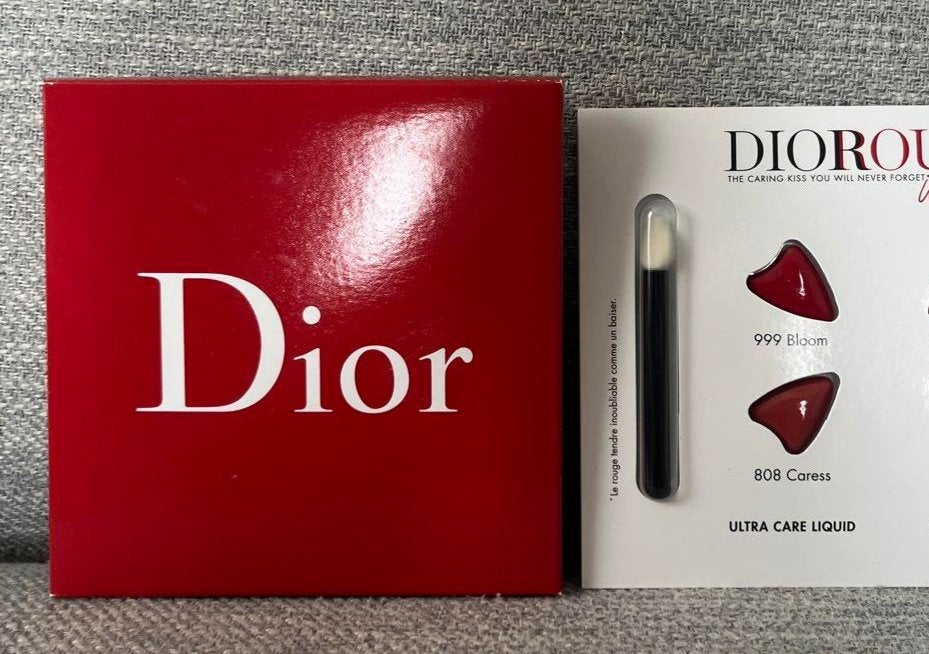 Dior
DIOROU
THE CARING KISS YOU WILL NEVER FORGET*
999 Bloom
808 Caress
ULTRA CARE LIQUID
* Le rouge tendre inoubliable comme un baiser.